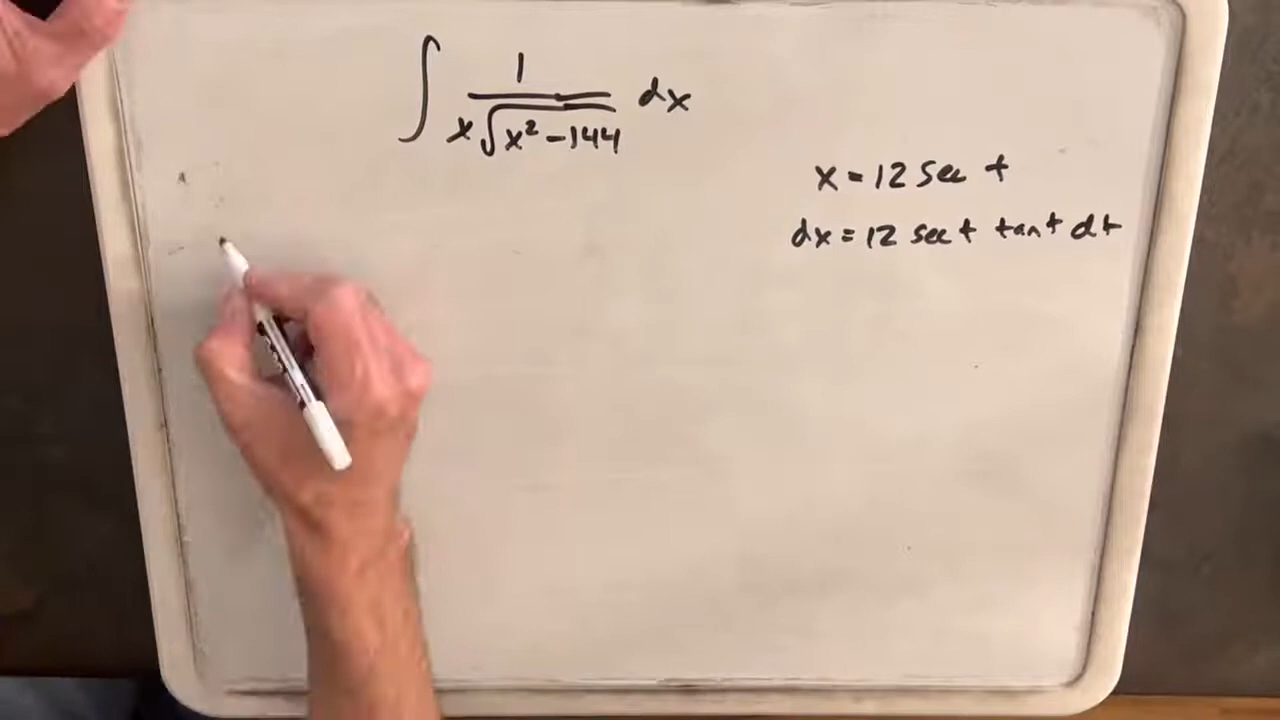 ∫ 1 / (x√(x² - 144)) dx
x = 12 sec t
dx = 12 sec t tan t dt